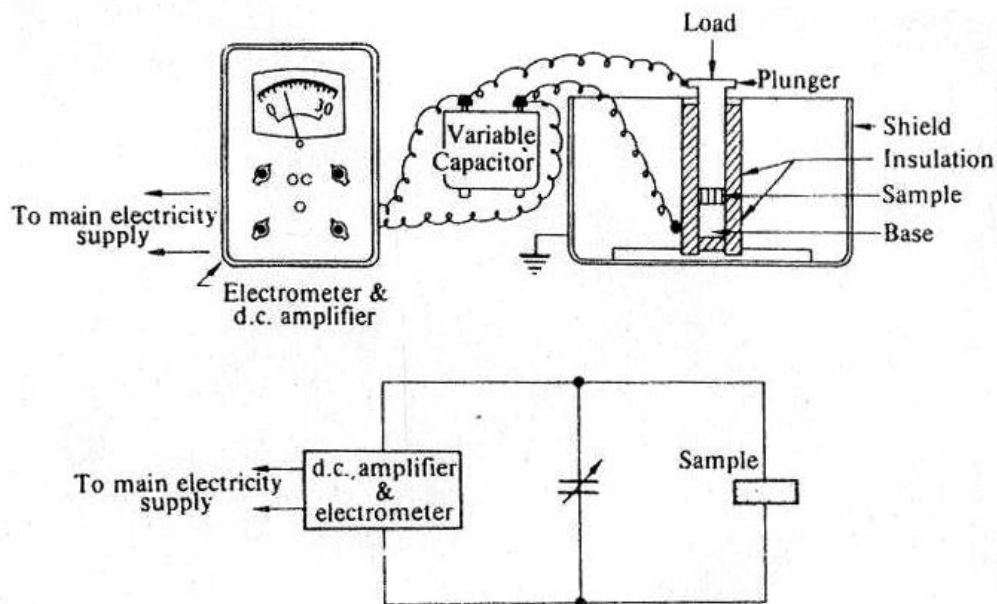 Load
Plunger
0 30
Variable
Capacitor
Shield
Insulation
Sample
Base
To main electricity
supply
Electrometer &
d.c. amplifier
d.c. amplifier
&
electrometer
Sample
To main electricity
supply